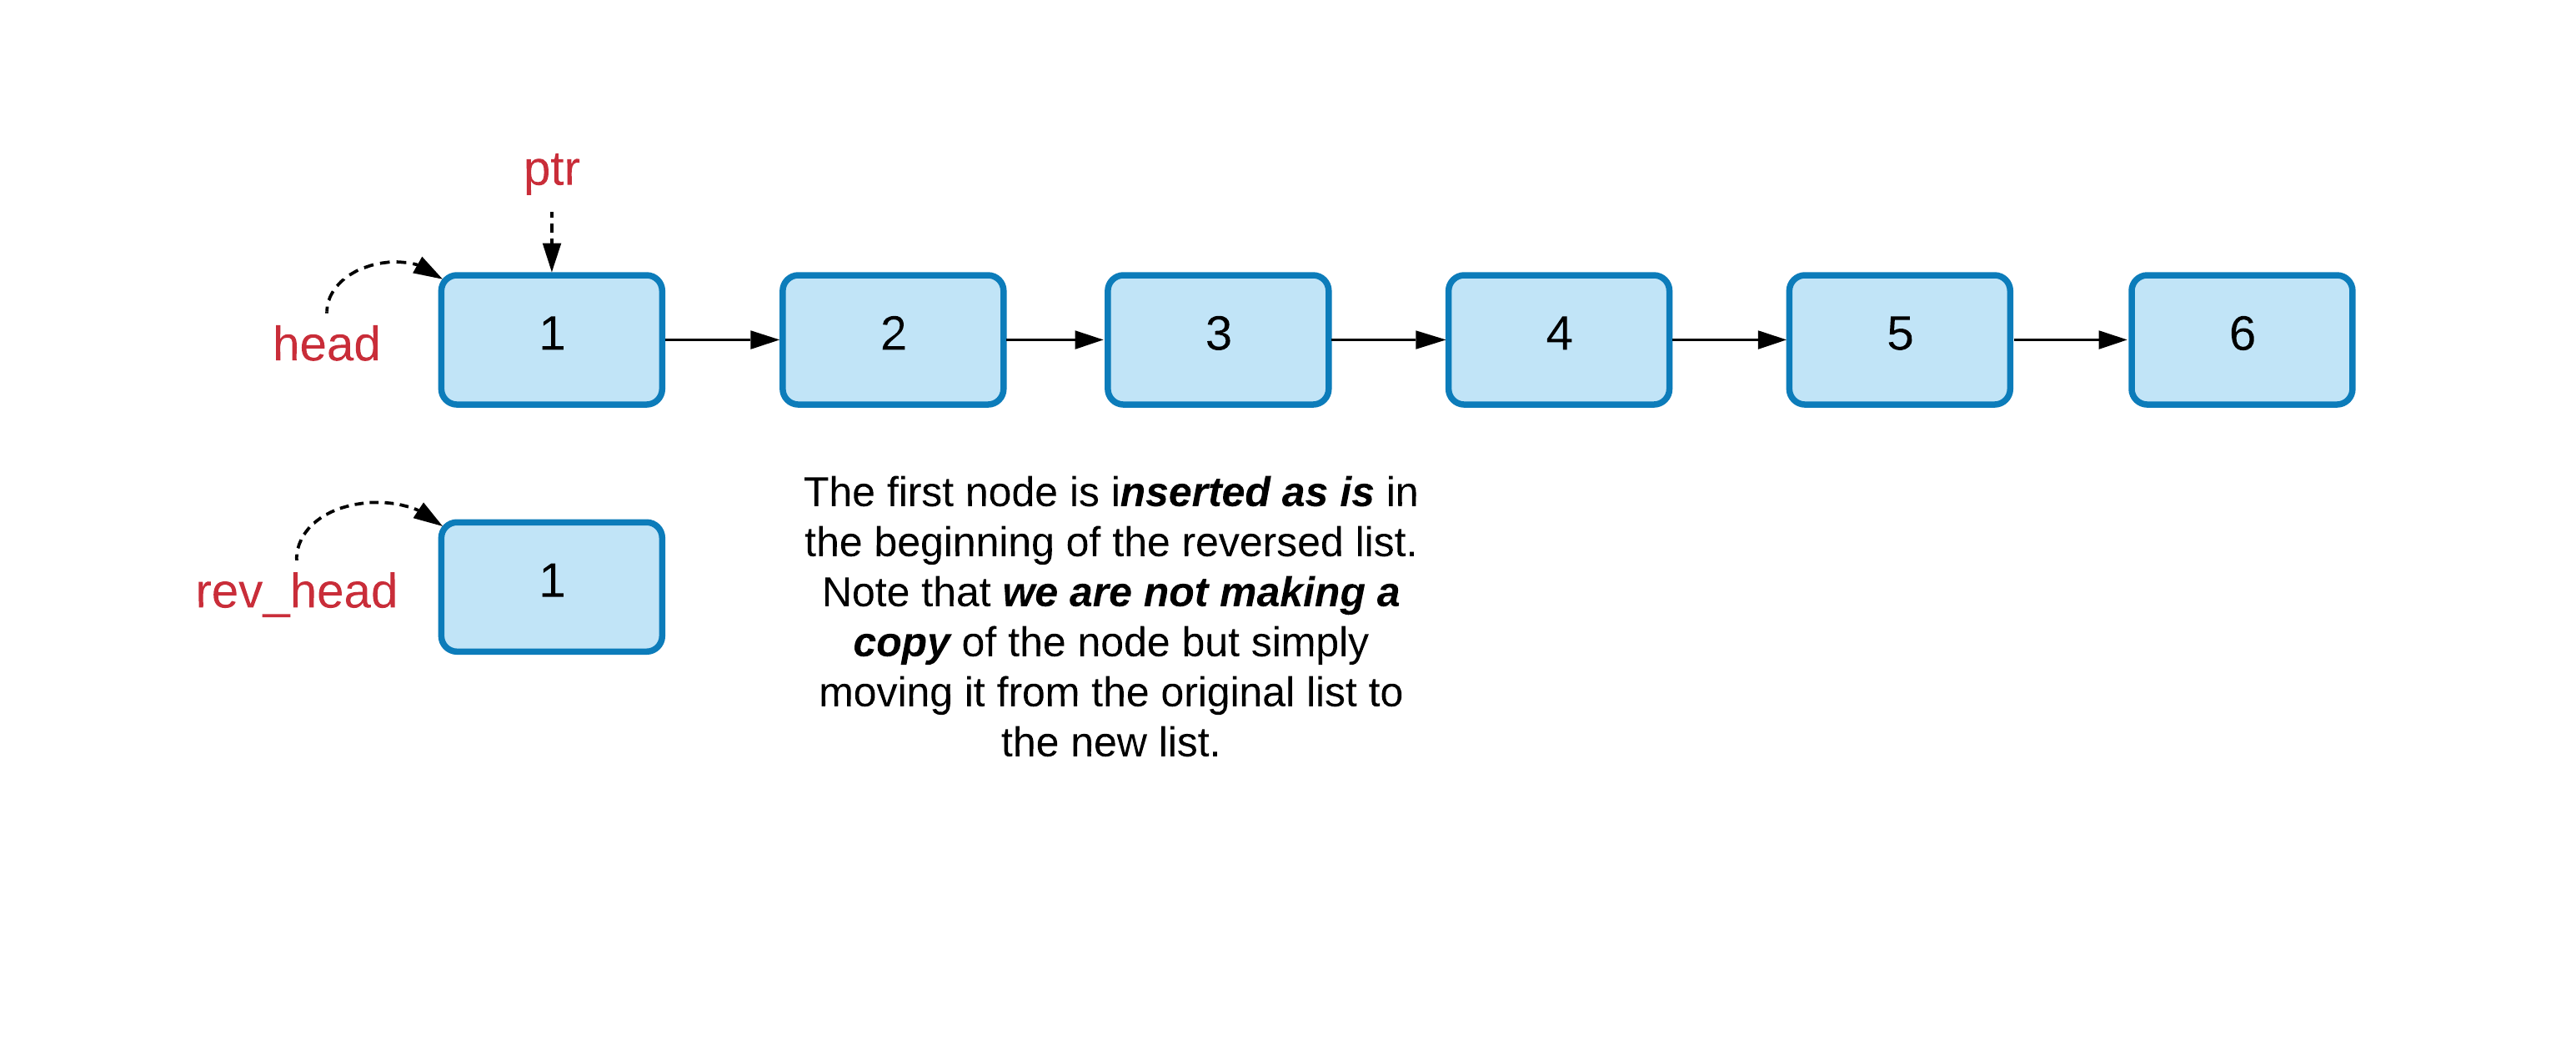 ptr
head
1
2
3
4
5
6
rev_head
1
The first node is inserted as is in
the beginning of the reversed list.
Note that we are not making a
copy of the node but simply
moving it from the original list to
the new list.